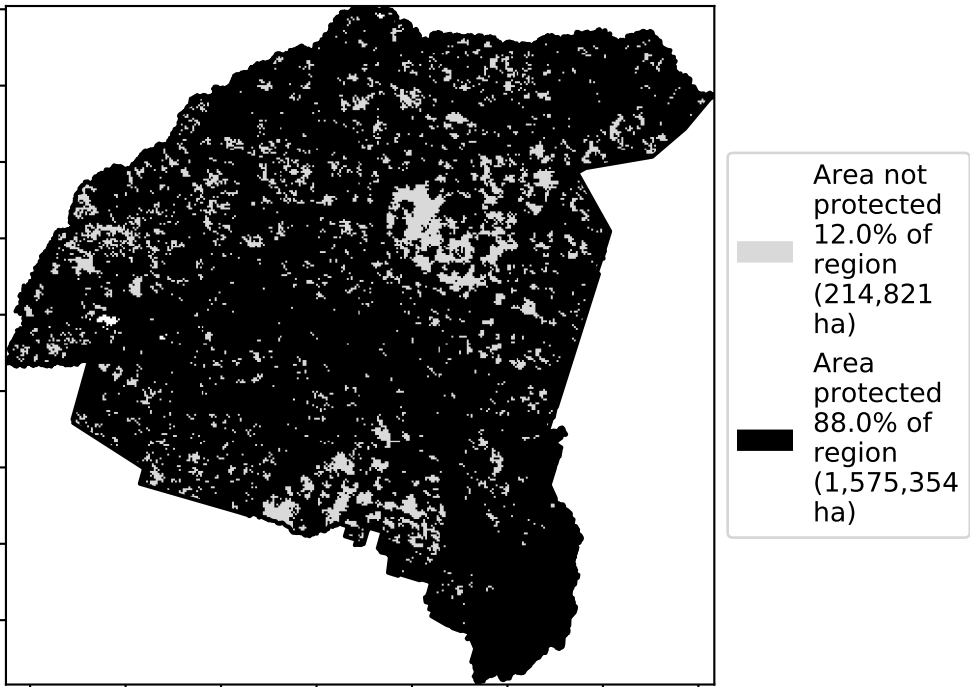 Area not
protected
12.0% of
region
(214,821
ha)
Area
protected
88.0% of
region
(1,575,354
ha)